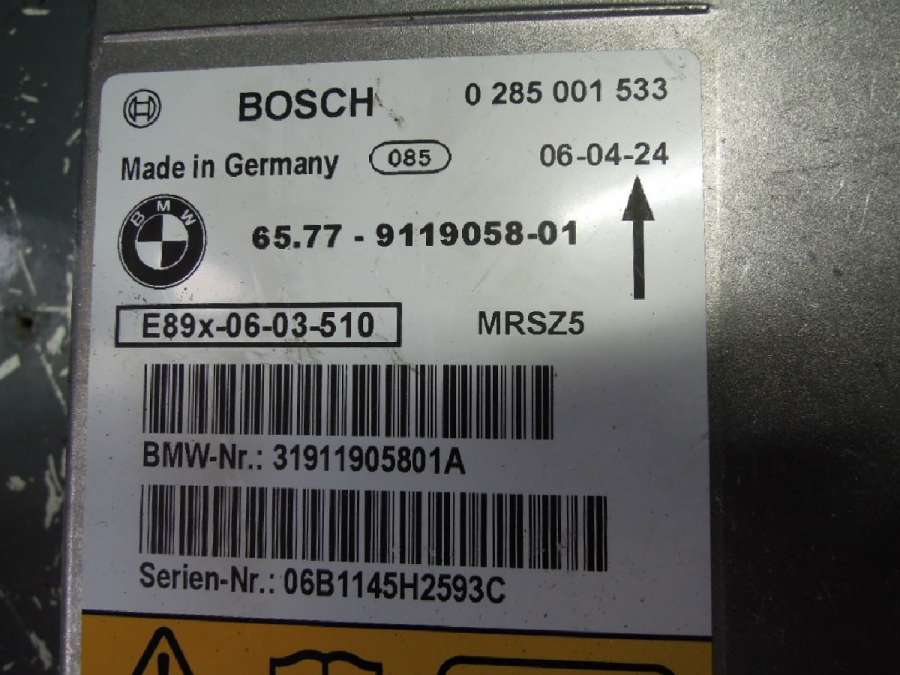 BOSCH 0 285 001 533
Made in Germany 085 06-04-24
BMW 65.77 - 9119058-01
E89x-06-03-510 MRSZ5
BMW-Nr.: 31911905801A
Serien-Nr.: 06B1145H2593C